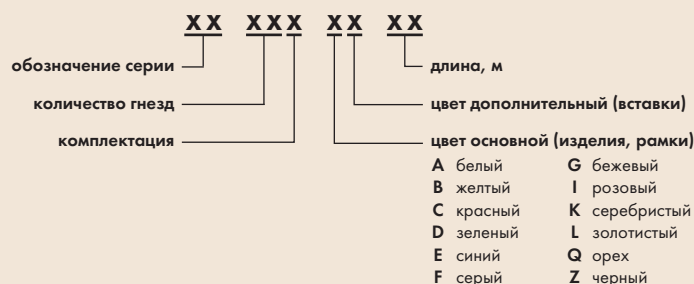 XX XXX XX XX
обозначение серии
количество гнезд
комплектация
длина, м
цвет дополнительный (вставки)
цвет основной (изделия, рамки)
A белый
B желтый
C красный
D зеленый
E синий
F серый
G бежевый
I розовый
K серебристый
L золотистый
Q орех
Z черный